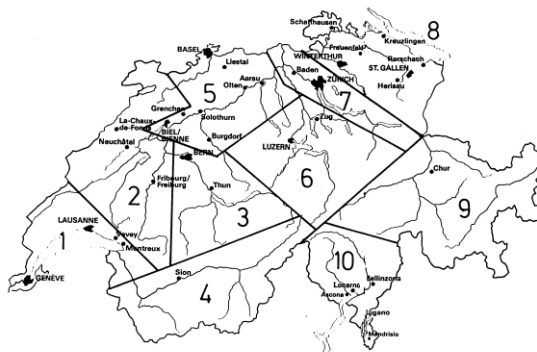 Schaffhausen
Kreuzlingen
8
BASEL
WINTERTHUR
Frauenfeld
Rorschach
Liestal
ST.GALLEN
Baden
ZÜRICH
Herisau
Aarau
Olten
5
7
Grenchen
Solothurn
Zug
La-Chaux-
de-Fonds
BIEL/
BIENNE
Burgdorf
LUZERN
Neuchâtel
BERN
Chur
Fribourg/
Freiburg
6
Thun
2
3
9
LAUSANNE
1
Vevey
Montreux
10
Sion
Bellinzona
GENÈVE
4
Locarno
Ascona
Lugano
Mendrisio